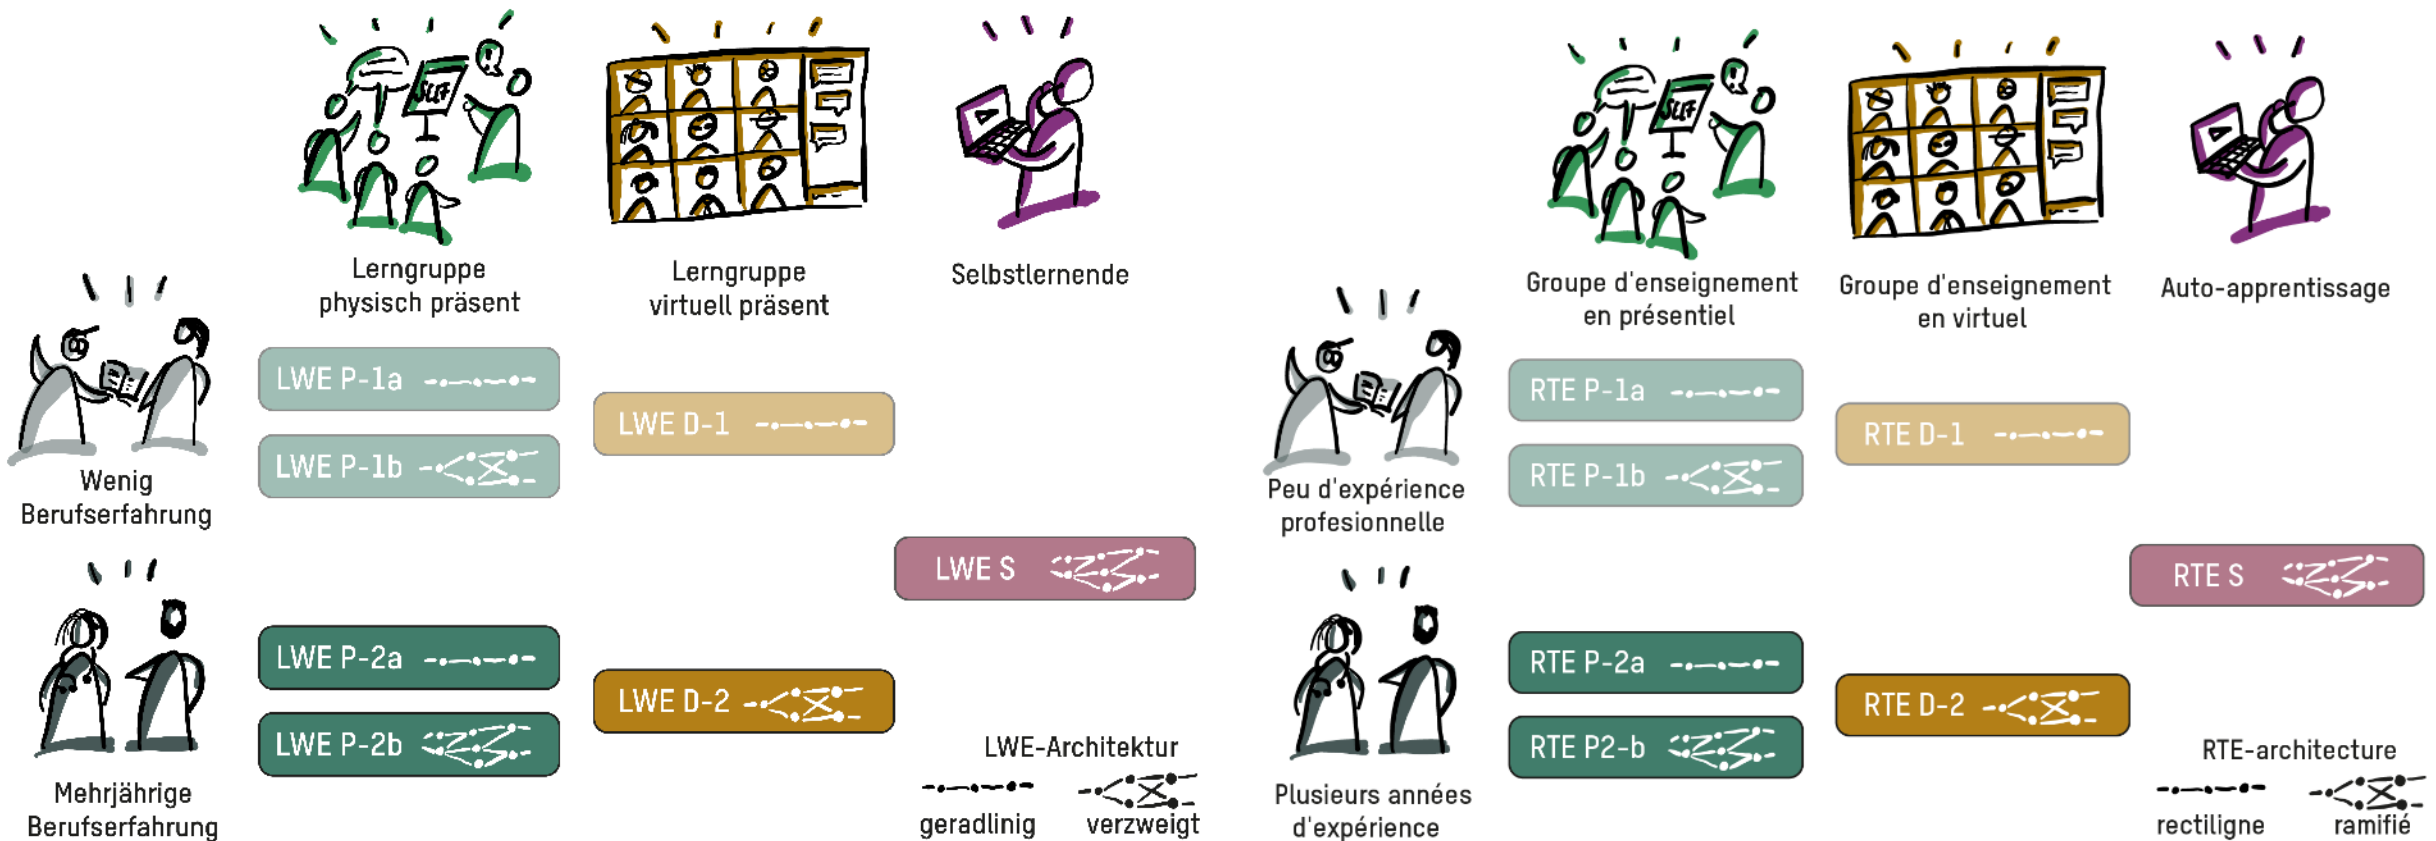 SCLF
Lerngruppe
physisch präsent
Lerngruppe
virtuell präsent
Selbstlernende
Wenig
Berufserfahrung
LWE P-1a
LWE P-1b
LWE D-1
LWE S
Mehrjährige
Berufserfahrung
LWE P-2a
LWE P-2b
LWE D-2
LWE-Architektur
geradlinig
verzweigt
SCLF
Groupe d'enseignement
en présentiel
Groupe d'enseignement
en virtuel
Auto-apprentissage
Peu d'expérience
profesionnelle
RTE P-1a
RTE P-1b
RTE D-1
RTE S
Plusieurs années
d'expérience
RTE P-2a
RTE P2-b
RTE D-2
RTE-architecture
rectiligne
ramifié